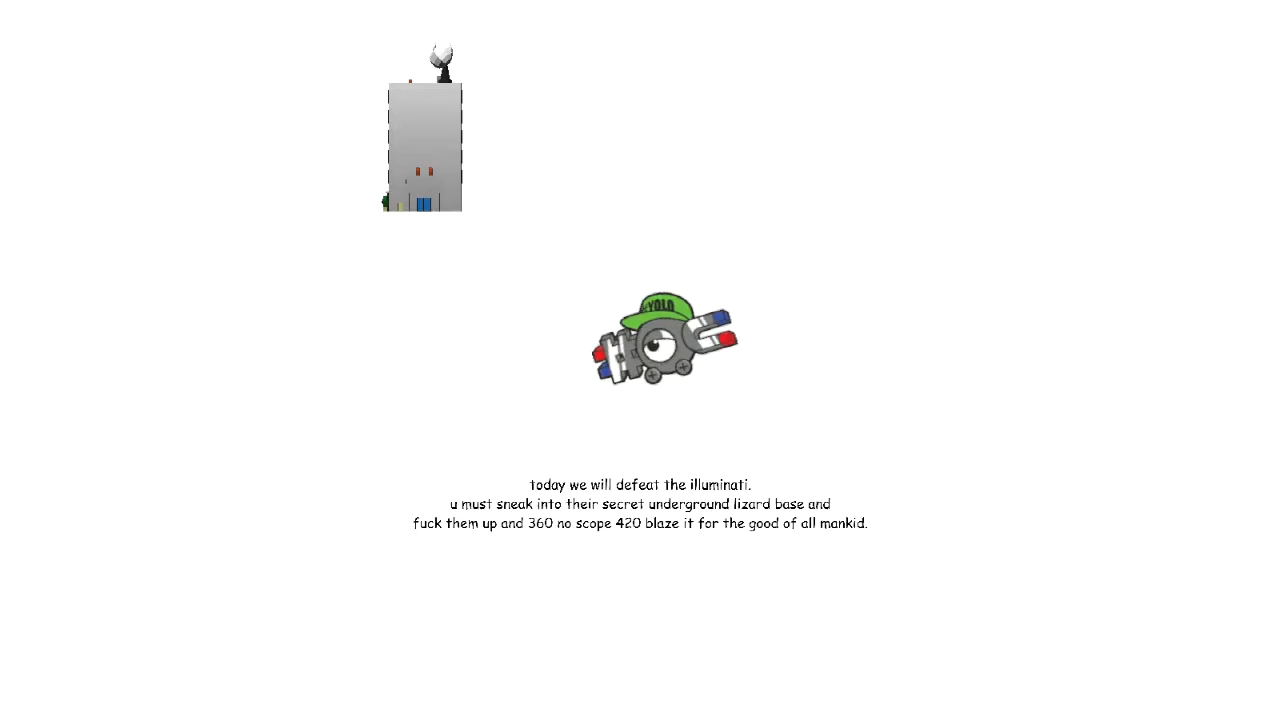 YOLO
today we will defeat the illuminati.
u must sneak into their secret underground lizard base and
fuck them up and 360 no scope 420 blaze it for the good of all mankid.